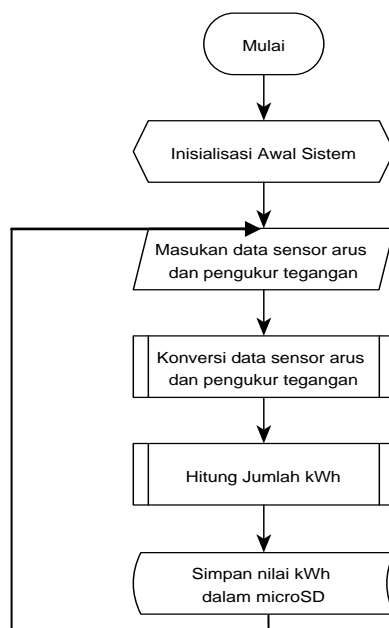 Mulai
Inisialisasi Awal Sistem
Masukan data sensor arus
dan pengukur tegangan
Konversi data sensor arus
dan pengukur tegangan
Hitung Jumlah kWh
Simpan nilai kWh
dalam microSD